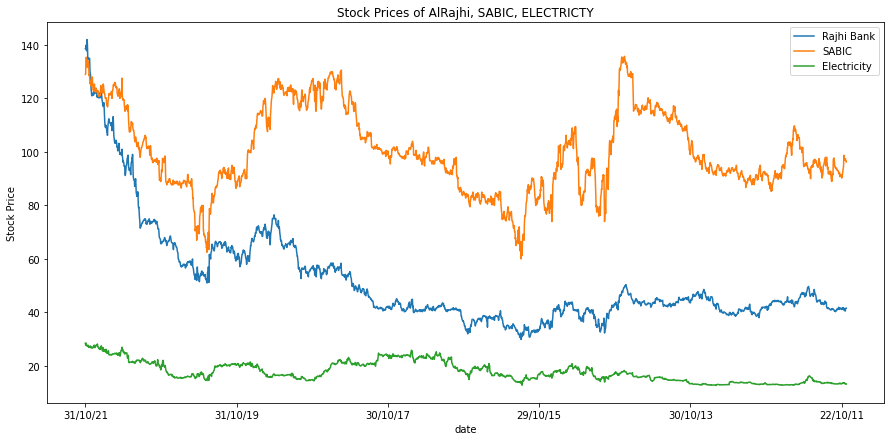 Stock Prices of AlRajhi, SABIC, ELECTRICTY
Rajhi Bank
SABIC
Electricity
Stock Price
140
120
100
80
60
40
20
31/10/21
31/10/19
30/10/17
29/10/15
30/10/13
22/10/11
date